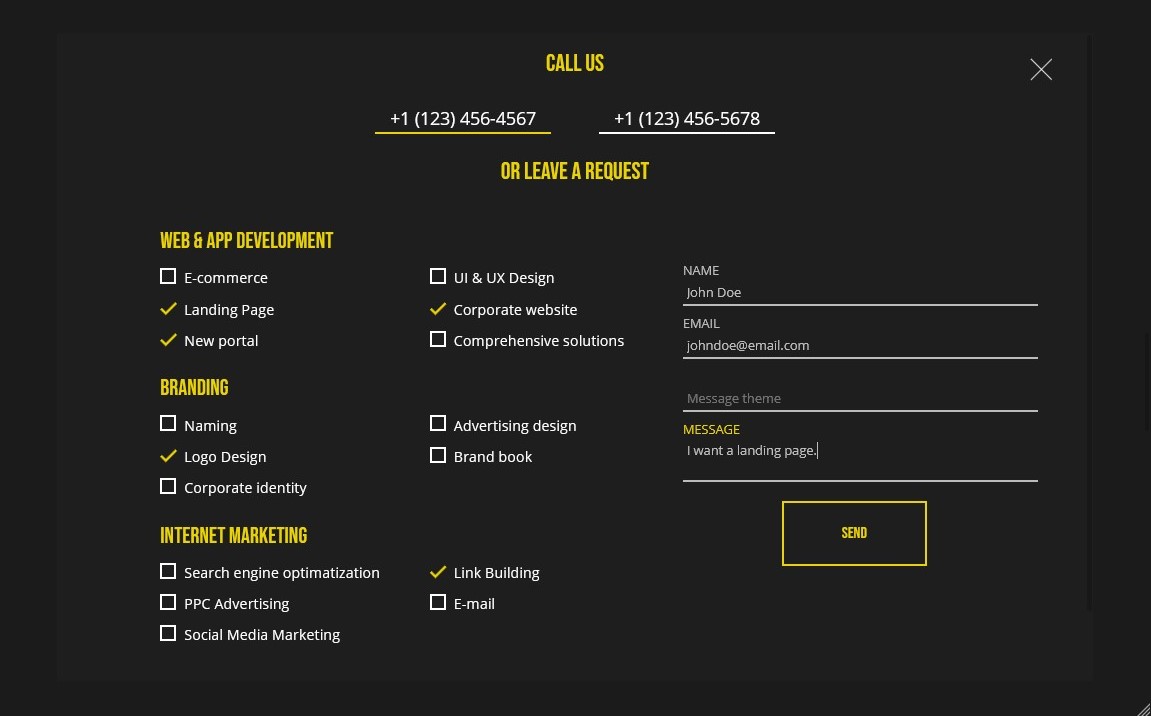 CALL US
+1 (123) 456-4567
+1 (123) 456-5678
OR LEAVE A REQUEST
WEB & APP DEVELOPMENT
E-commerce
UI & UX Design
Landing Page
Corporate website
New portal
Comprehensive solutions
BRANDING
Naming
Advertising design
Logo Design
Brand book
Corporate identity
INTERNET MARKETING
Search engine optimatization
Link Building
PPC Advertising
E-mail
Social Media Marketing
NAME
John Doe
EMAIL
johndoe@email.com
Message theme
MESSAGE
I want a landing page.
SEND